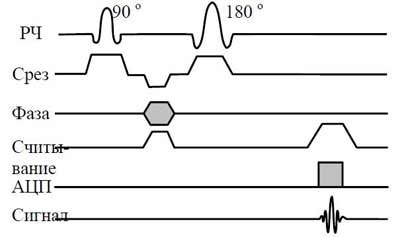 90 º 180 º
РЧ
Срез
Фаза
Считы-
вание
АЦП
Сигнал